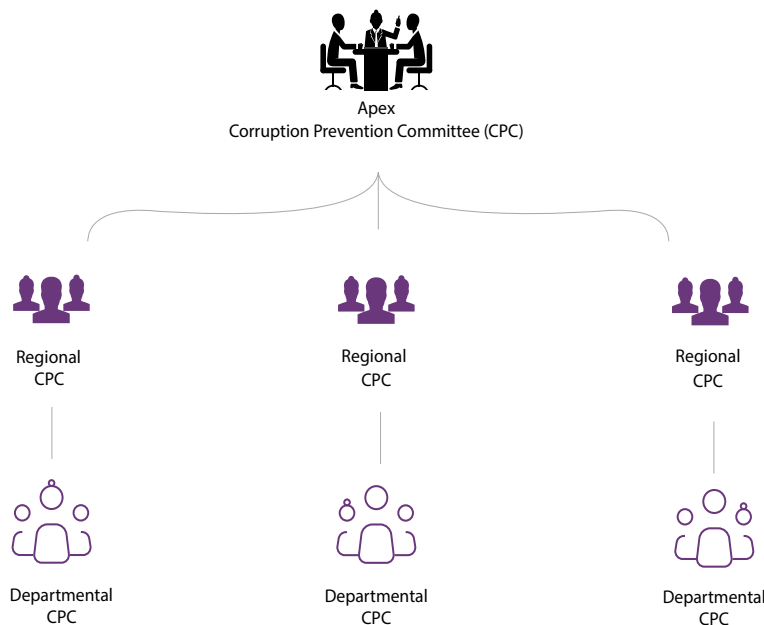 Apex
Corruption Prevention Committee (CPC)
Regional
CPC
Regional
CPC
Regional
CPC
Departmental
CPC
Departmental
CPC
Departmental
CPC